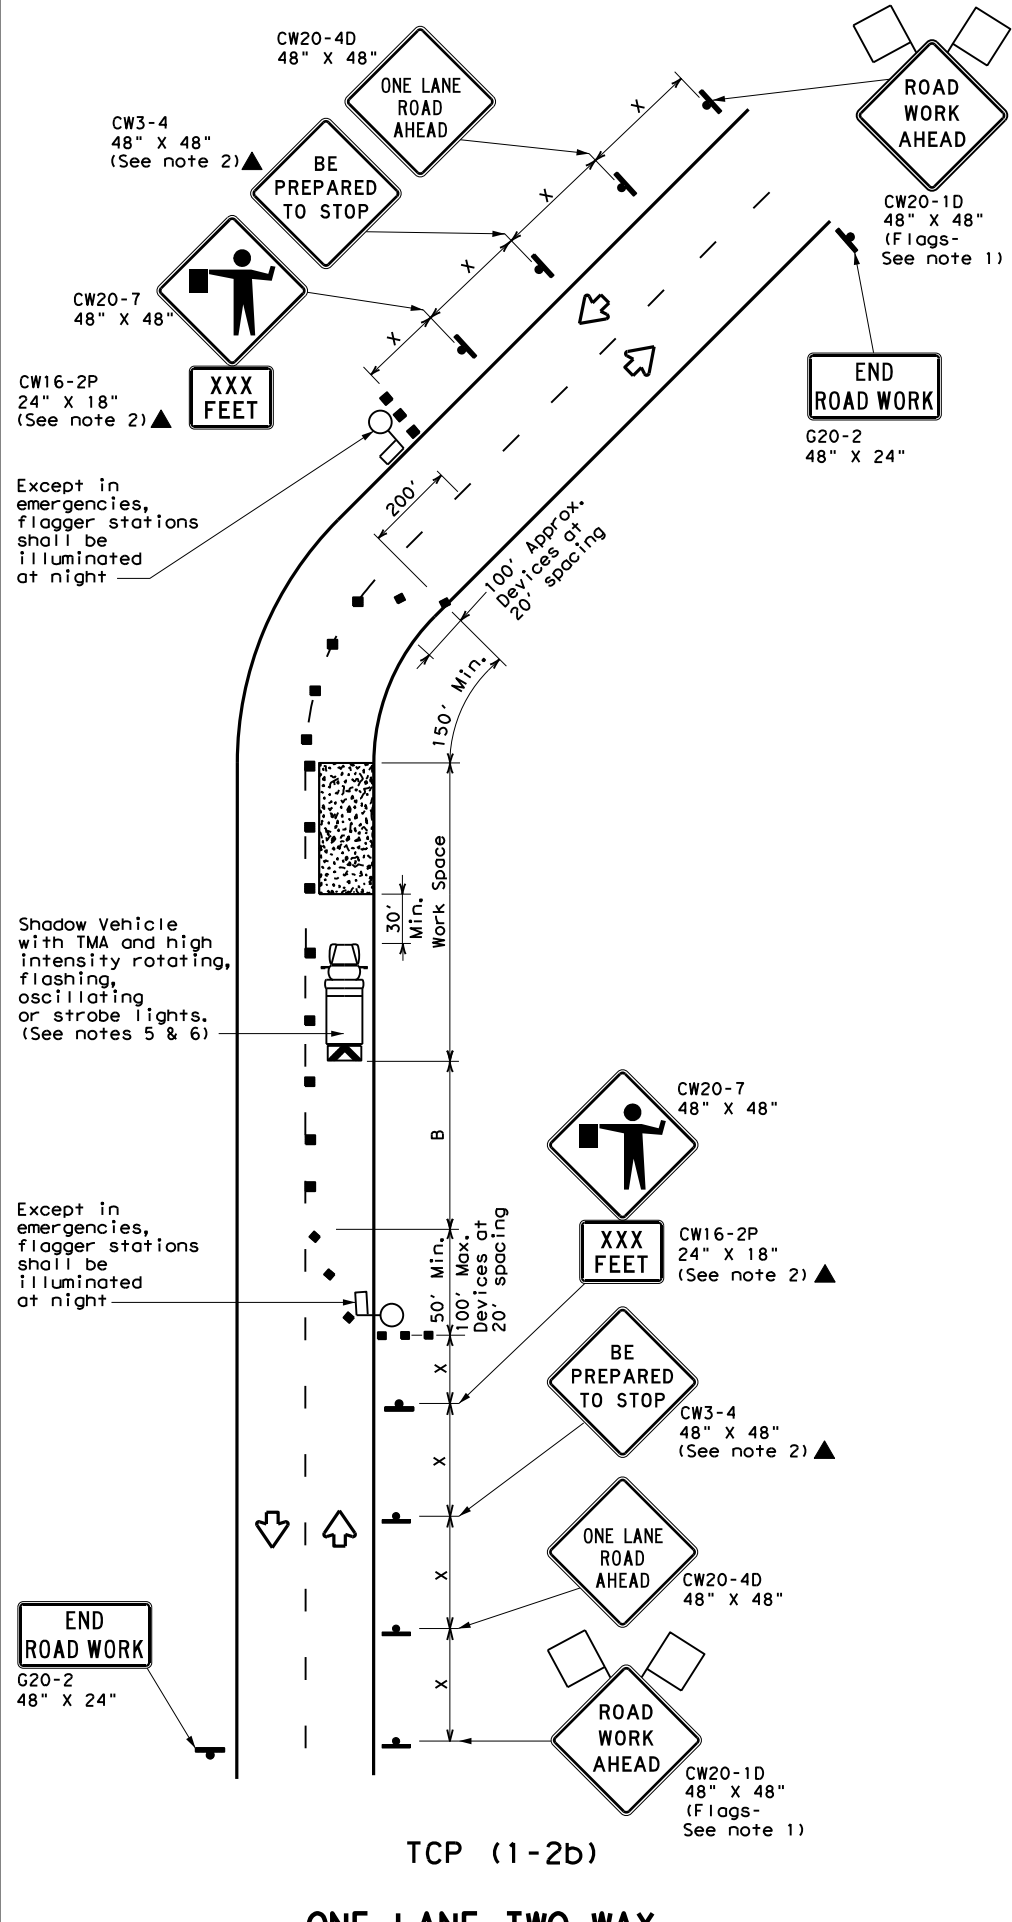 CW20-4D
48" X 48"
ONE LANE
ROAD
AHEAD
ROAD
WORK
AHEAD
CW20-1D
48" X 48"
(Flags-
See note 1)
CW3-4
48" X 48"
(See note 2)
BE
PREPARED
TO STOP
X
X
X
X
CW20-7
48" X 48"
CW16-2P
24" X 18"
(See note 2)
XXX
FEET
END
ROAD WORK
G20-2
48" X 24"
Except in
emergencies,
flagger stations
shall be
illuminated
at night
200'
100' Approx.
Devices at
20' spacing
150' Min.
Work Space
30'
Min.
Shadow Vehicle
with TMA and high
intensity rotating,
flashing,
oscillating
or strobe lights.
(See notes 5 & 6)
B
CW20-7
48" X 48"
XXX
FEET
CW16-2P
24" X 18"
(See note 2)
Except in
emergencies,
flagger stations
shall be
illuminated
at night
50' Min.
100' Max.
Devices at
20' spacing
X
BE
PREPARED
TO STOP
CW3-4
48" X 48"
(See note 2)
X
ONE LANE
ROAD
AHEAD
CW20-4D
48" X 48"
X
END
ROAD WORK
G20-2
48" X 24"
X
ROAD
WORK
AHEAD
CW20-1D
48" X 48"
(Flags-
See note 1)
TCP (1-2b)
ONE LANE TWO WAY